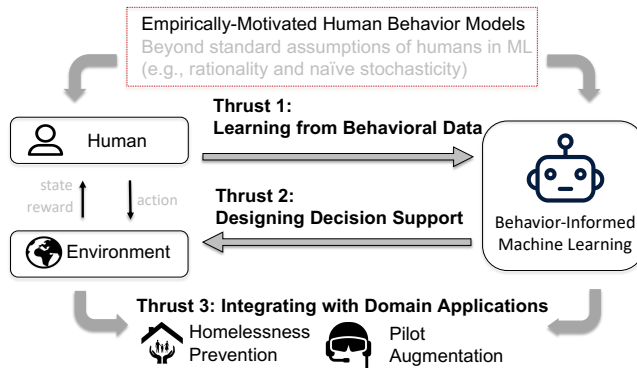 Empirically-Motivated Human Behavior Models
Beyond standard assumptions of humans in ML
(e.g., rationality and naïve stochasticity)
Thrust 1:
Learning from Behavioral Data
Human
state
reward
action
Thrust 2:
Designing Decision Support
Environment
Behavior-Informed
Machine Learning
Thrust 3: Integrating with Domain Applications
Homelessness
Prevention
Pilot
Augmentation